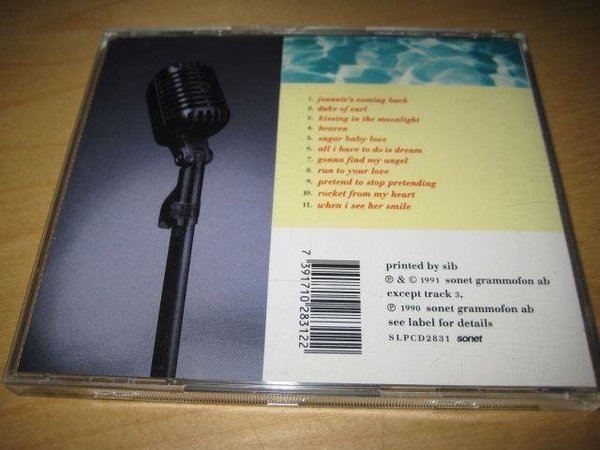 1. jeannie's coming back
2. duke of earl
3. kissing in the moonlight
4. heaven
5. sugar baby love
6. all i have to do is dream
7. gonna find my angel
8. run to your love
9. pretend to stop pretending
10. rocket from my heart
11. when i see her smile
7 391710 283122
printed by sib
℗ & © 1991 sonet grammofon ab
except track 3,
℗ 1990 sonet grammofon ab
see label for details
SLPCD2831 sonet